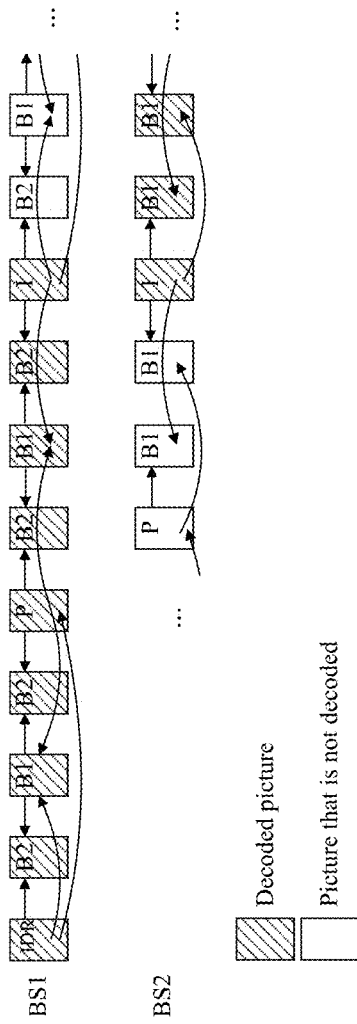 BS1 IDR B2 B1 B2 P B2 B1 B2 I B2 B1 ...
BS2 ... P B1 B1 I B1 B1 ...
Decoded picture
Picture that is not decoded